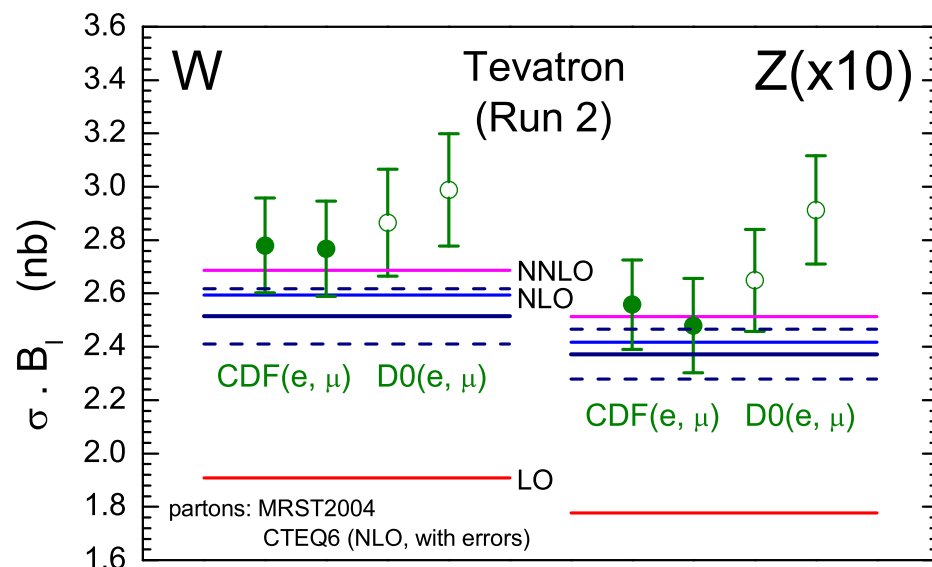 3.6
3.4
3.2
3.0
2.8
2.6
2.4
2.2
2.0
1.8
1.6
σ . B_l (nb)
W
Tevatron
(Run 2)
Z(x10)
NNLO
NLO
CDF(e, μ) D0(e, μ)
CDF(e, μ) D0(e, μ)
LO
partons: MRST2004
CTEQ6 (NLO, with errors)